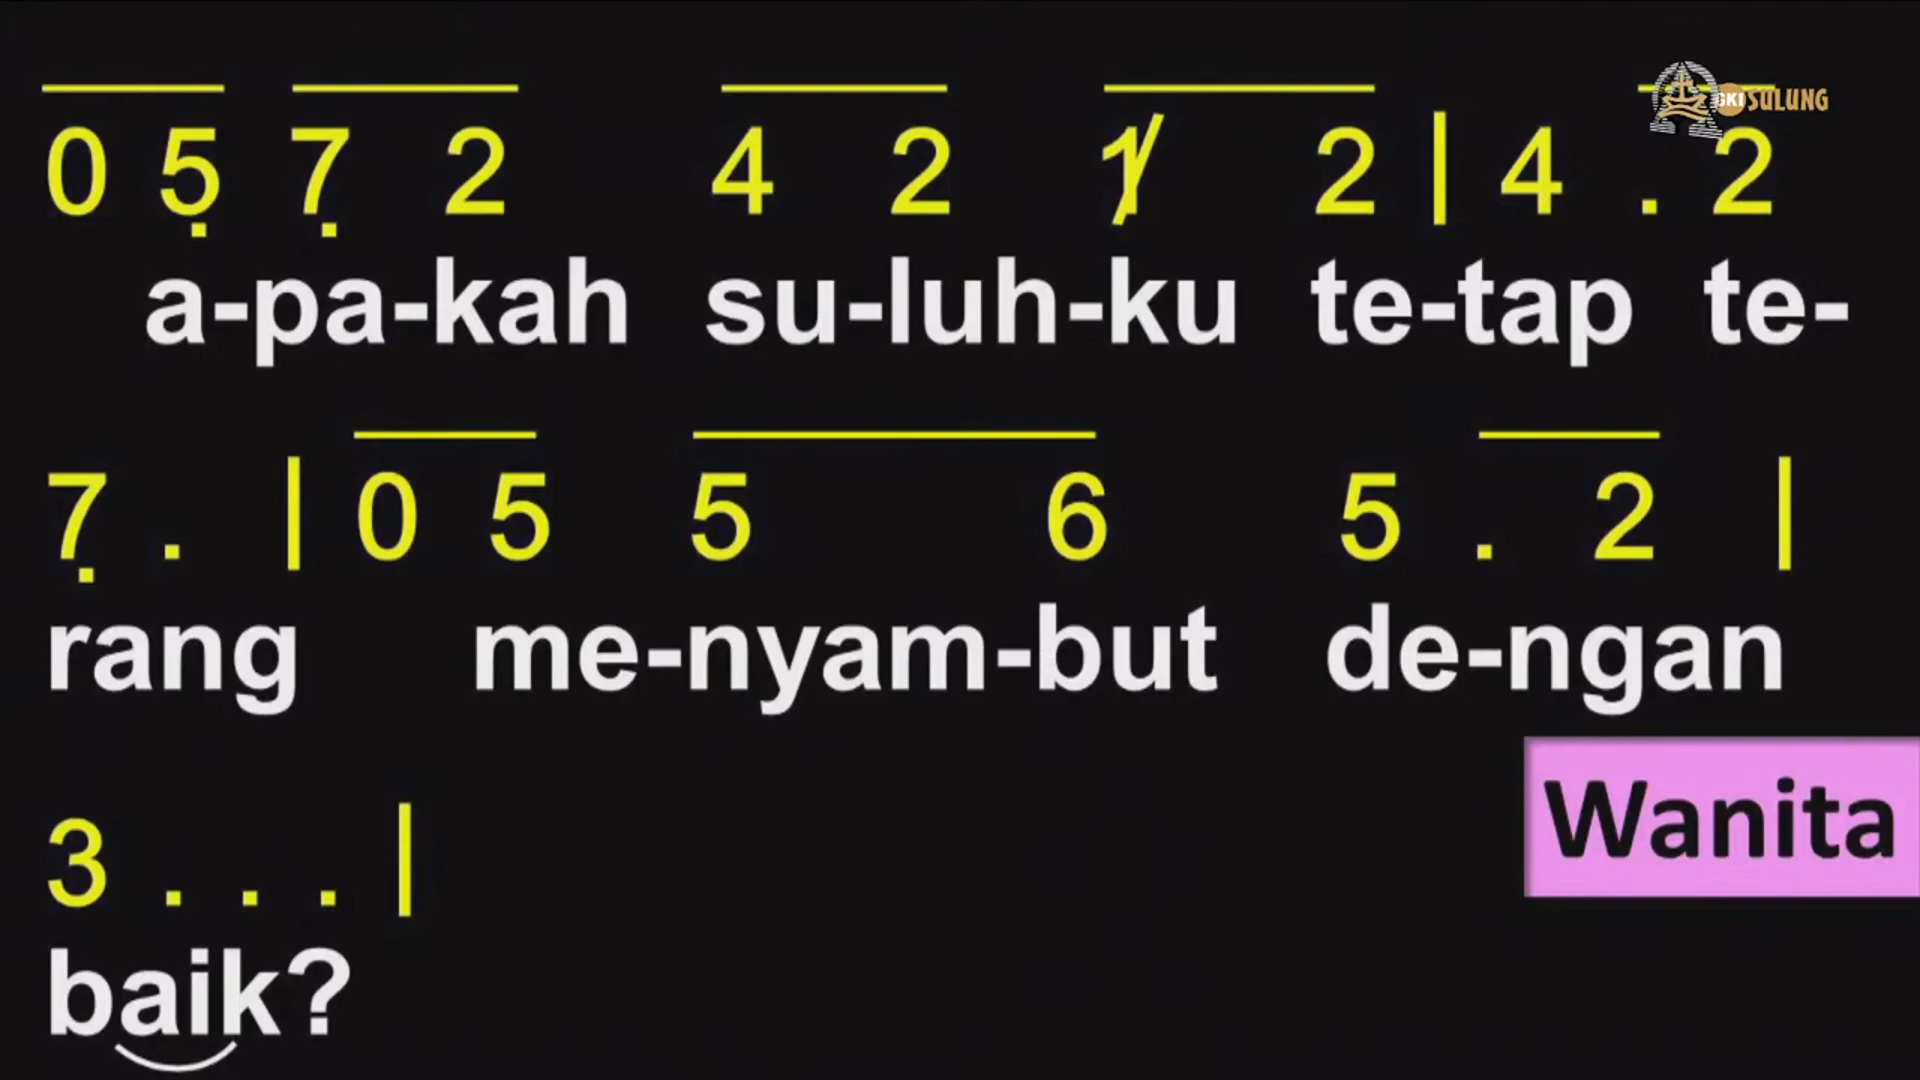 GKI SULUNG
0 5̣ 7̣ 2 4 2 1̸ 2 | 4 . 2
a-pa-kah su-luh-ku te-tap te-
7̣ . | 0 5 5 6 5 . 2 |
rang me-nyam-but de-ngan
Wanita
3 . . . |
baik?